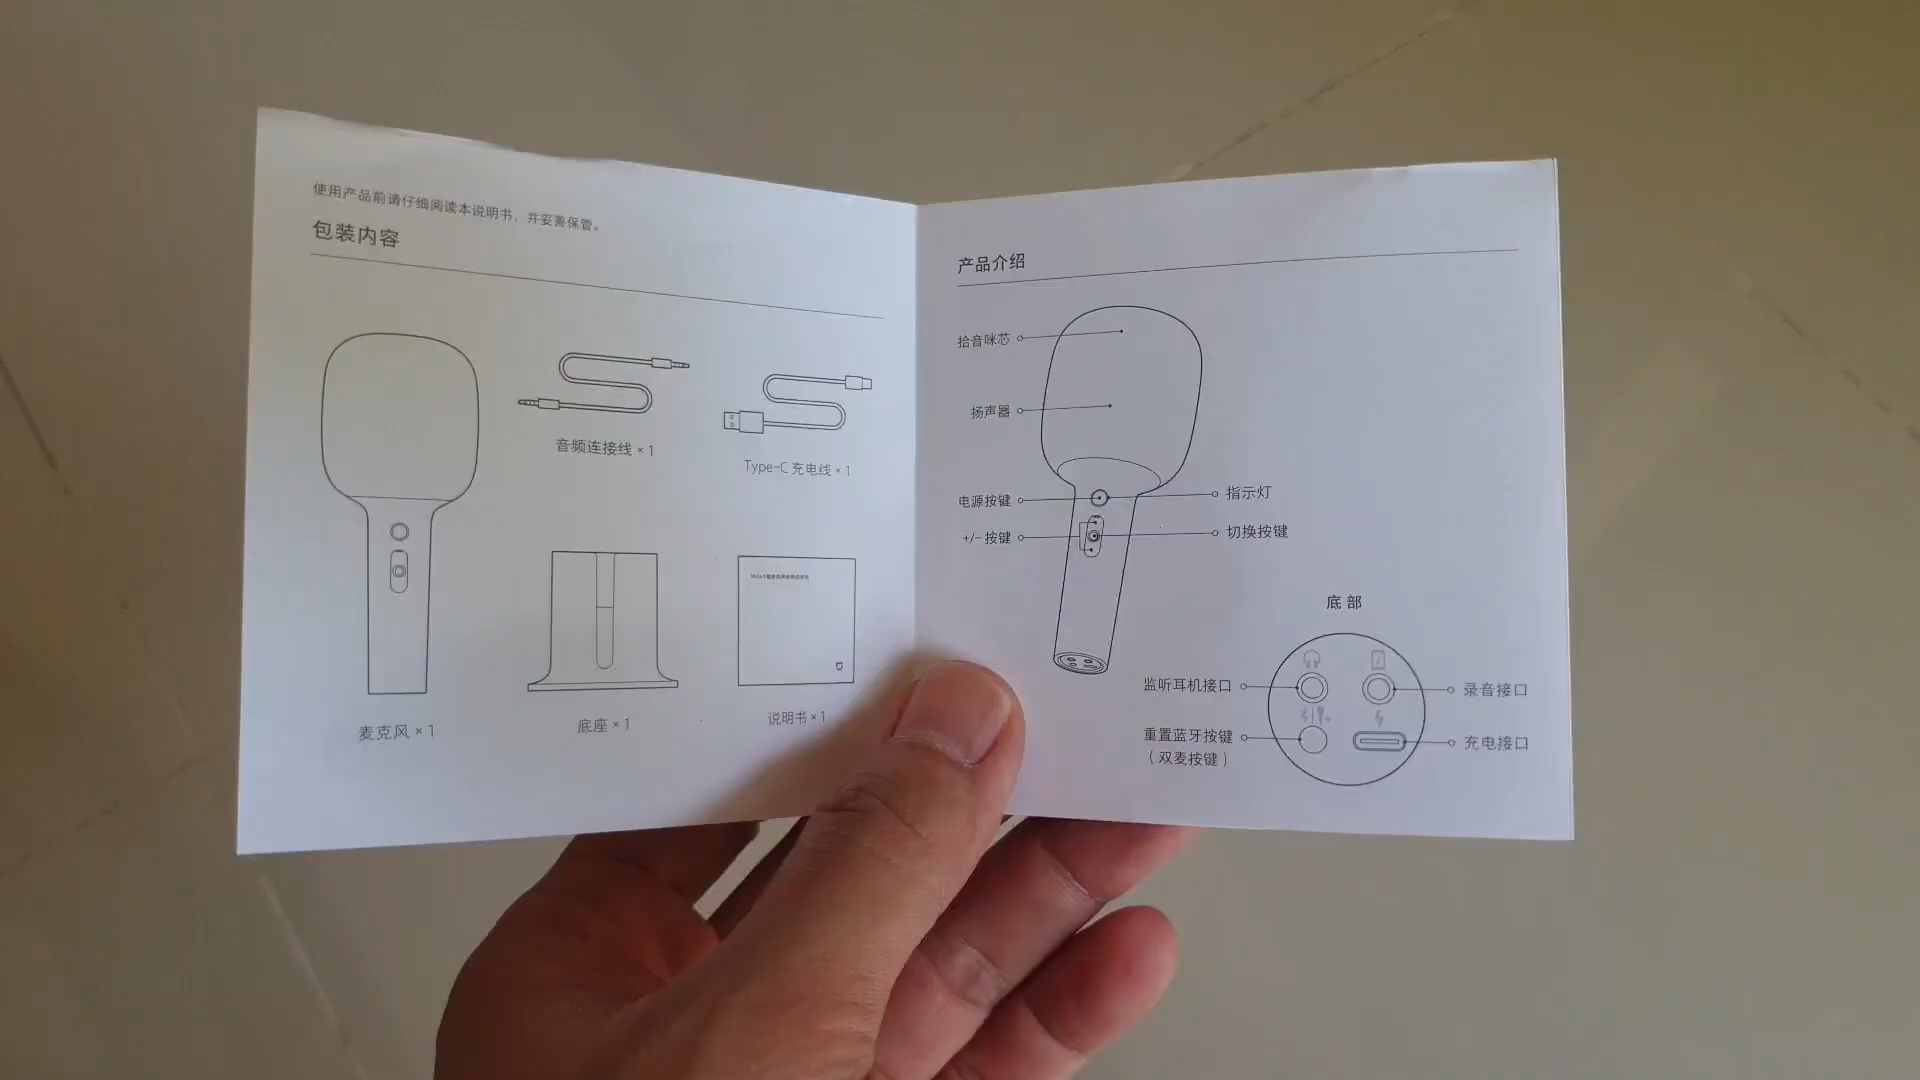 使用产品前请仔细阅读本说明书，并妥善保管。
包装内容
音频连接线 × 1
Type-C 充电线 × 1
麦克风 × 1
底座 × 1
说明书 × 1
产品介绍
拾音咪芯
扬声器
电源按键
指示灯
+/- 按键
切换按键
底部
监听耳机接口
录音接口
重置蓝牙按键
（双麦按键）
充电接口